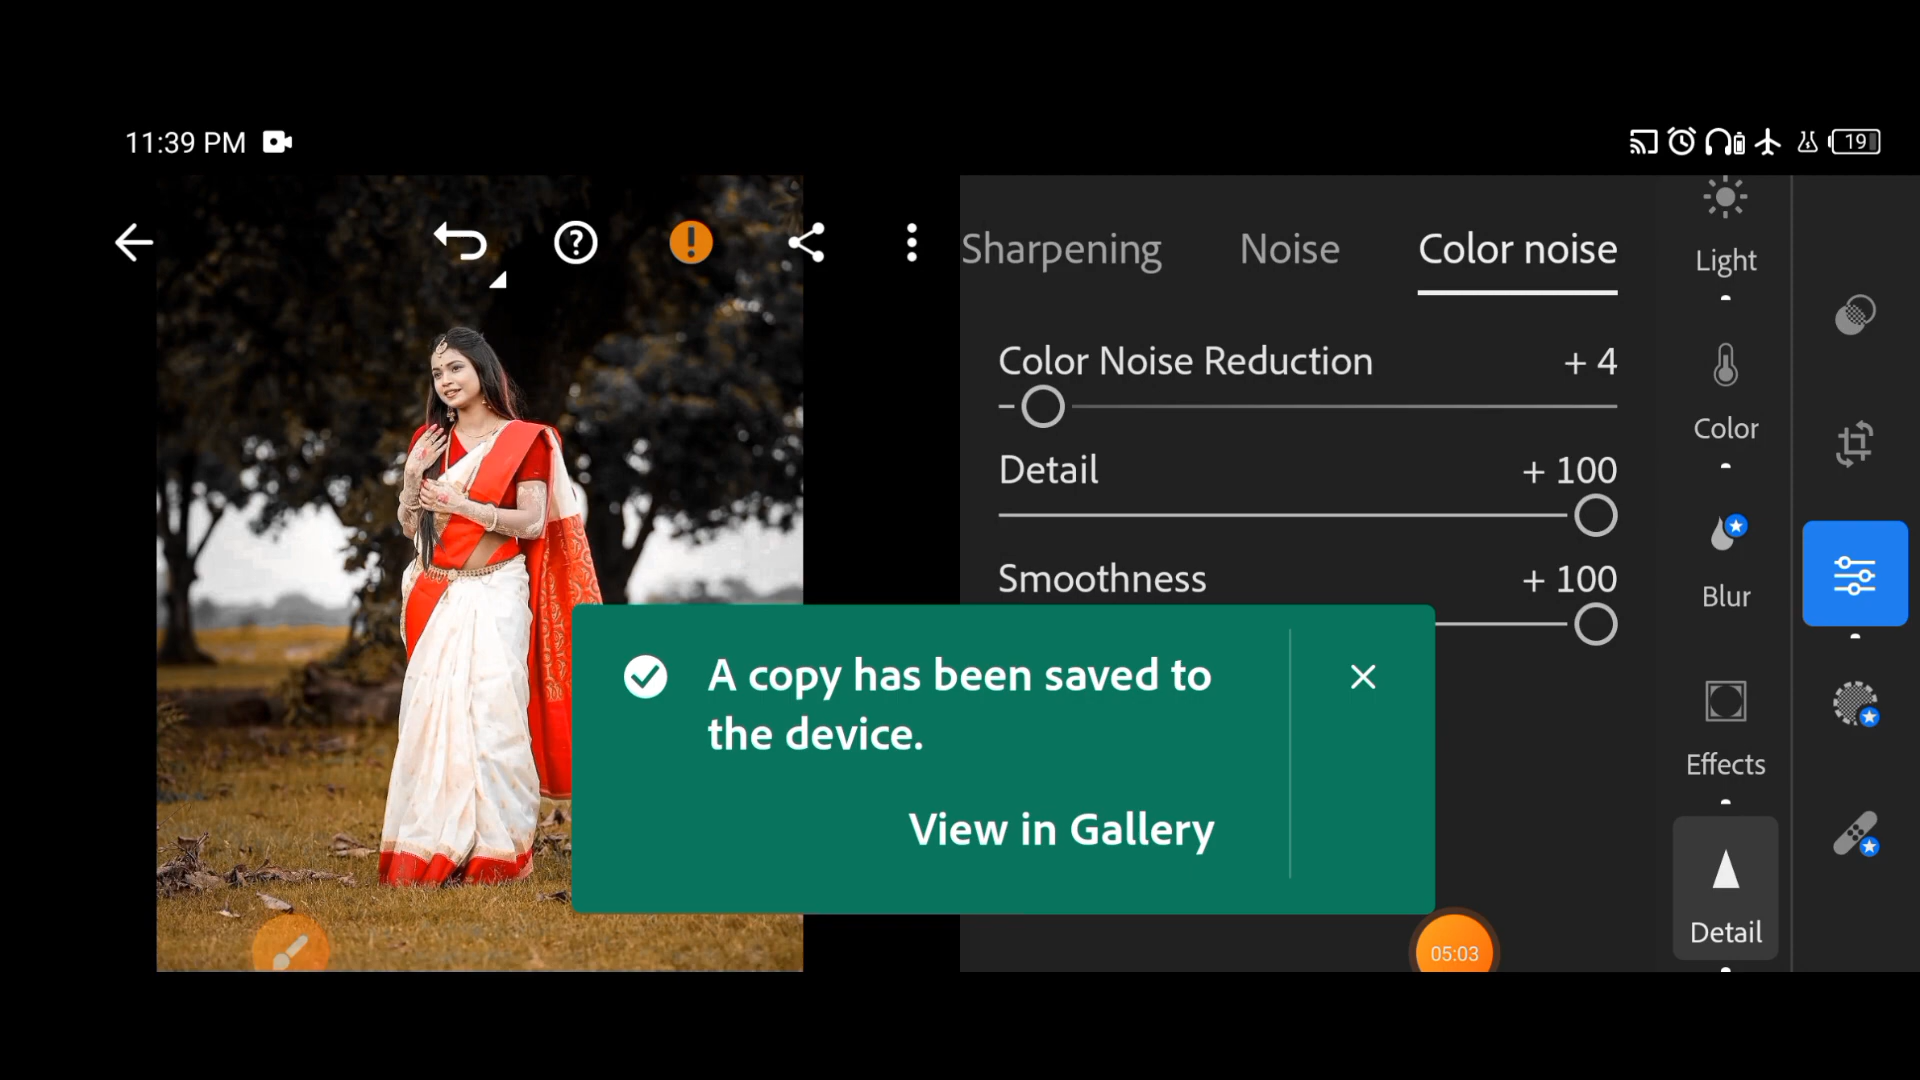 11:39 PM
19
Sharpening
Noise
Color noise
Color Noise Reduction
+ 4
Detail
+ 100
Smoothness
+ 100
A copy has been saved to
the device.
View in Gallery
Light
Color
Blur
Effects
Detail
05:03